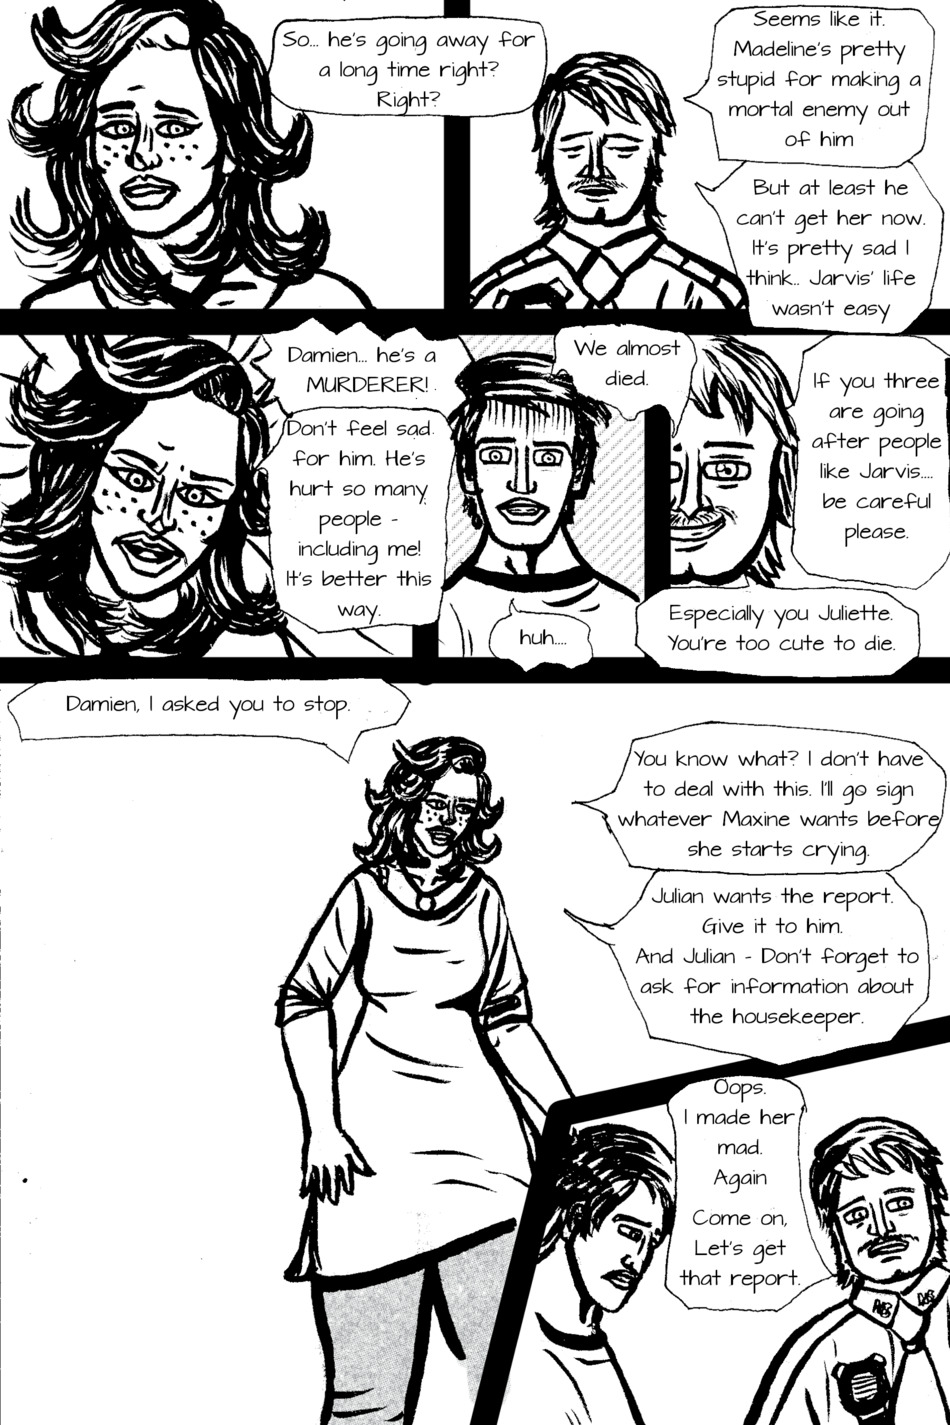 So... he's going away for
a long time right?
Right?
Seems like it.
Madeline's pretty
stupid for making a
mortal enemy out
of him
But at least he
can't get her now.
It's pretty sad I
think.. Jarvis' life
wasn't easy
Damien... he's a
MURDERER!
Don't feel sad
for him. He's
hurt so many
people -
including me!
It's better this
way.
We almost
died.
huh....
If you three
are going
after people
like Jarvis....
be careful
please.
Especially you Juliette.
You're too cute to die.
Damien, I asked you to stop.
You know what? I don't have
to deal with this. I'll go sign
whatever Maxine wants before
she starts crying.
Julian wants the report.
Give it to him.
And Julian - Don't forget to
ask for information about
the housekeeper.
Oops.
I made her
mad.
Again
Come on,
Let's get
that report.